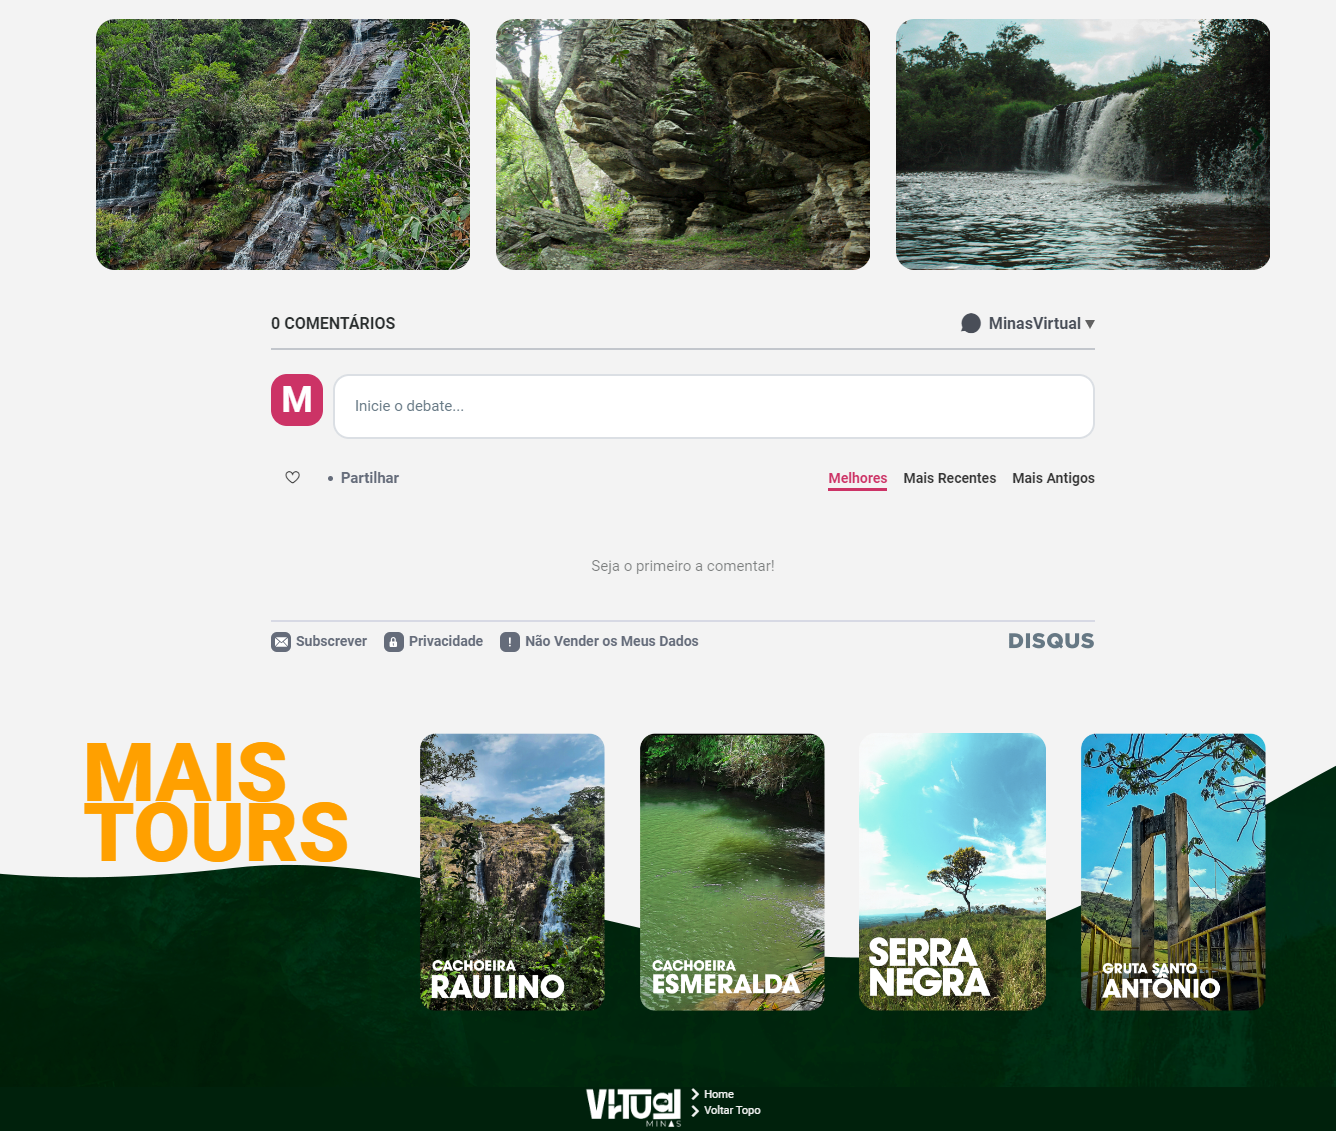 0 COMENTÁRIOS
MinasVirtual
M
Inicie o debate...
• Partilhar
Melhores Mais Recentes Mais Antigos
Seja o primeiro a comentar!
Subscrever Privacidade ! Não Vender os Meus Dados
DISQUS
MAIS
TOURS
CACHOEIRA
RAULINO
CACHOEIRA
ESMERALDA
SERRA
NEGRA
GRUTA SANTO
ANTÔNIO
VIRTUAL
MINAS
Home
Voltar Topo